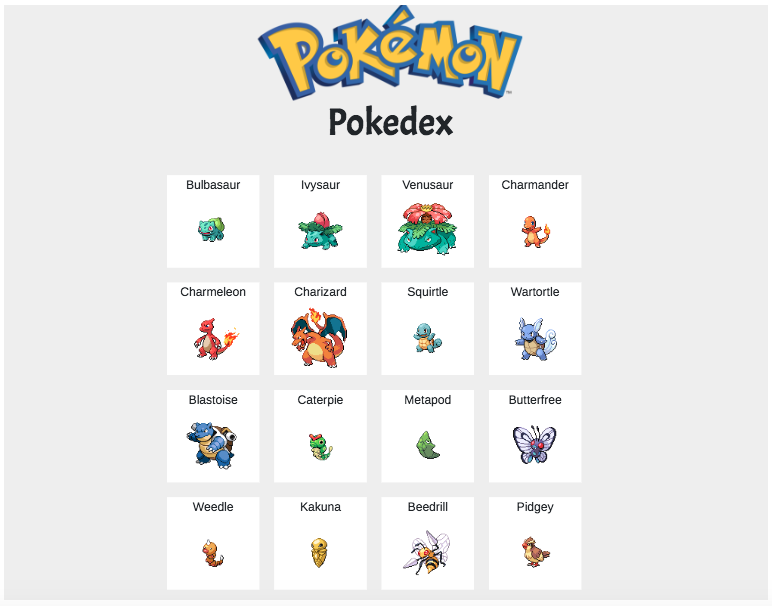 POKéMON
Pokedex
Bulbasaur
Ivysaur
Venusaur
Charmander
Charmeleon
Charizard
Squirtle
Wartortle
Blastoise
Caterpie
Metapod
Butterfree
Weedle
Kakuna
Beedrill
Pidgey